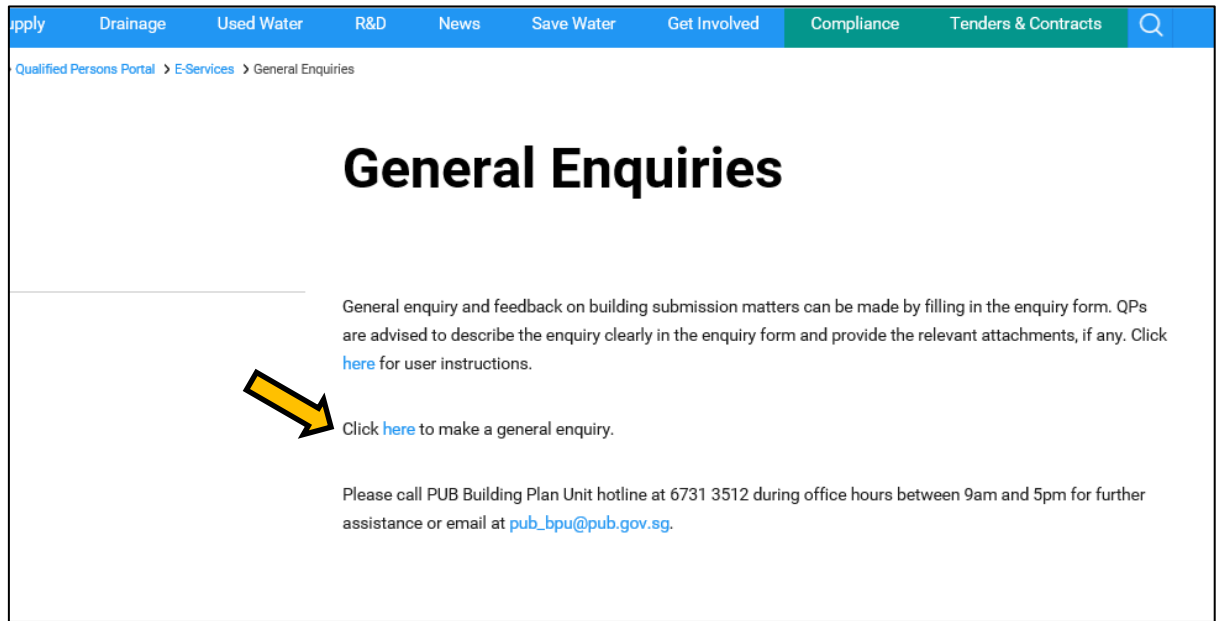 Drainage Used Water R&D News Save Water Get Involved Compliance Tenders & Contracts
Qualified Persons Portal > E-Services > General Enquiries
General Enquiries
General enquiry and feedback on building submission matters can be made by filling in the enquiry form. QPs
are advised to describe the enquiry clearly in the enquiry form and provide the relevant attachments, if any. Click
here for user instructions.
Click here to make a general enquiry.
Please call PUB Building Plan Unit hotline at 6731 3512 during office hours between 9am and 5pm for further
assistance or email at pub_bpu@pub.gov.sg.